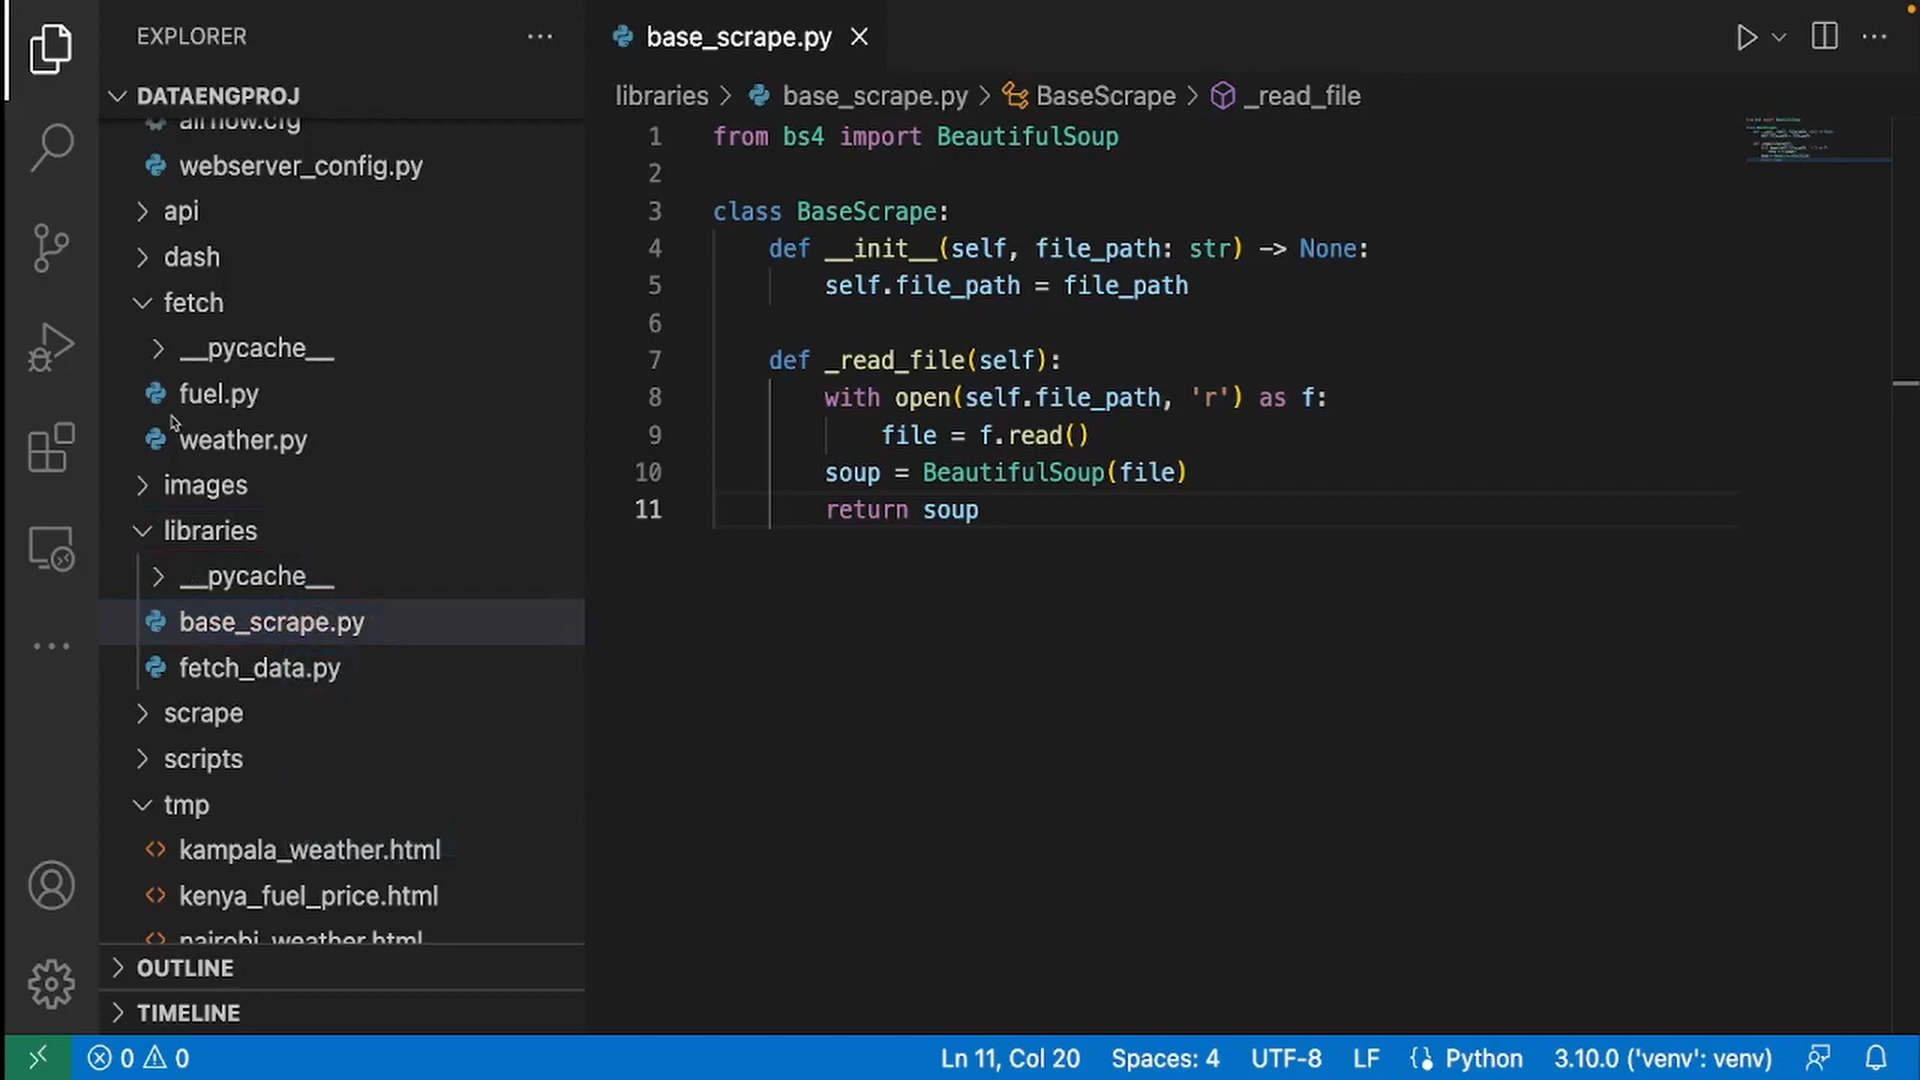 EXPLORER
DATAENGPROJ
airflow.cfg
webserver_config.py
api
dash
fetch
__pycache__
fuel.py
weather.py
images
libraries
__pycache__
base_scrape.py
fetch_data.py
scrape
scripts
tmp
kampala_weather.html
kenya_fuel_price.html
nairobi_weather.html
OUTLINE
TIMELINE
base_scrape.py
libraries > base_scrape.py > BaseScrape > _read_file
1 from bs4 import BeautifulSoup
2
3 class BaseScrape:
4 def __init__(self, file_path: str) -> None:
5 self.file_path = file_path
6
7 def _read_file(self):
8 with open(self.file_path, 'r') as f:
9 file = f.read()
10 soup = BeautifulSoup(file)
11 return soup
0 0 Ln 11, Col 20 Spaces: 4 UTF-8 LF Python 3.10.0 ('venv': venv)